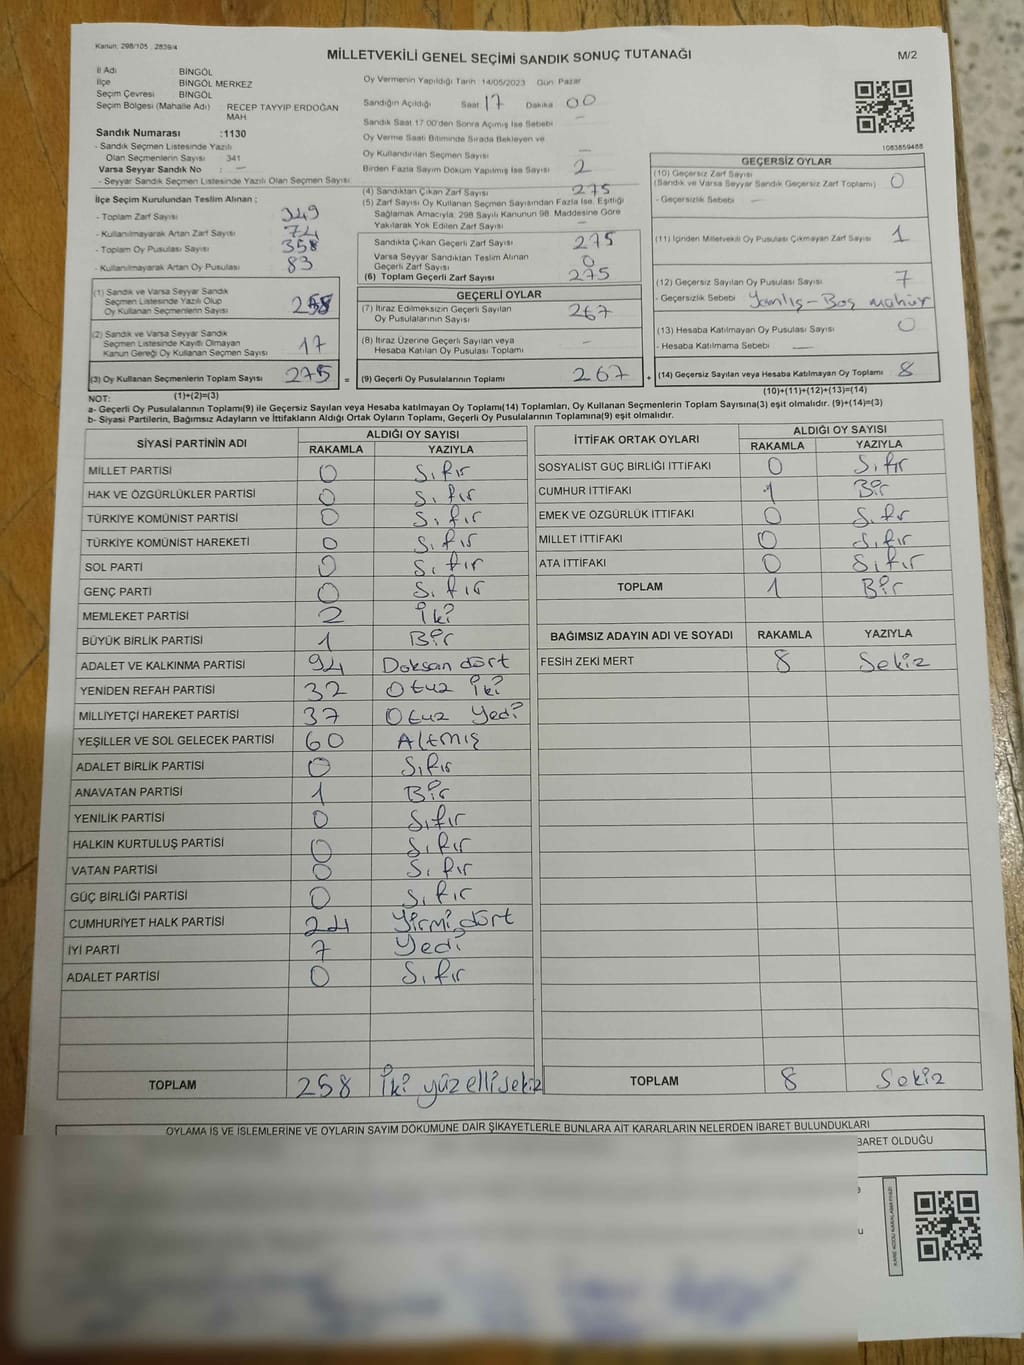 Kanun: 298/105 , 2839/4
MİLLETVEKİLİ GENEL SEÇİMİ SANDIK SONUÇ TUTANAĞI
M/2
İl Adı BİNGÖL
İlçe BİNGÖL MERKEZ
Seçim Çevresi BİNGÖL
Seçim Bölgesi (Mahalle Adı) RECEP TAYYIP ERDOĞAN MAH
Sandık Numarası :1130
- Sandık Seçmen Listesinde Yazılı
Olan Seçmenlerin Sayısı 341
Varsa Seyyar Sandık No : —
- Seyyar Sandık Seçmen Listesinde Yazılı Olan Seçmen Sayısı
İlçe Seçim Kurulundan Teslim Alınan ;
- Toplam Zarf Sayısı 349
- Kullanılmayarak Artan Zarf Sayısı 74
- Toplam Oy Pusulası Sayısı 358
- Kullanılmayarak Artan Oy Pusulası 83
(1) Sandık ve Varsa Seyyar Sandık
Seçmen Listesinde Yazılı Olup
Oy Kullanan Seçmen Sayısı 258
(2) Sandık ve Varsa Seyyar Sandık
Seçmen Listesinde Kayıtlı Olmayan
Kanun Gereği Oy Kullanan Seçmen Sayısı 17
(3) Oy Kullanan Seçmenlerin Toplam Sayısı 275 =
Oy Vermenin Yapıldığı Tarih 14/05/2023 Gün Pazar
Sandığın Açıldığı Saat 17 Dakika 00
Sandık Saat 17.00'den Sonra Açımış İse Sebebi —
Oy Verme Saati Bitiminde Sırada Bekleyen ve
Oy Kullandırılan Seçmen Sayısı —
Birden Fazla Sayım Döküm Yapılmış İse Sayısı 2
(4) Sandıktan Çıkan Zarf Sayısı 275
(5) Zarf Sayısı Oy Kullanan Seçmen Sayısından Fazla İse, Eşitliği
Sağlamak Amacıyla; 298 Sayılı Kanunun 98. Maddesine Göre
Yakılarak Yok Edilen Zarf Sayısı —
Sandıkta Çıkan Geçerli Zarf Sayısı 275
Varsa Seyyar Sandıktan Teslim Alınan
Geçerli Zarf Sayısı 0
(6) Toplam Geçerli Zarf Sayısı 275
GEÇERLİ OYLAR
(7) İtiraz Edilmeksizin Geçerli Sayılan
Oy Pusulalarının Sayısı 267
(8) İtiraz Üzerine Geçerli Sayılan veya
Hesaba Katılan Oy Pusulası Toplamı -
(9) Geçerli Oy Pusulalarının Toplamı 267 +
1083859468
GEÇERSİZ OYLAR
(10) Geçersiz Zarf Sayısı
(Sandık ve Varsa Seyyar Sandık Geçersiz Zarf Toplamı) 0
- Geçersizlik Sebebi —
(11) İçinden Milletvekili Oy Pusulası Çıkmayan Zarf Sayısı 1
(12) Geçersiz Sayılan Oy Pusulası Sayısı 7
- Geçersizlik Sebebi Yanlış-Boş mühür
(13) Hesaba Katılmayan Oy Pusulası Sayısı 0
- Hesaba Katılmama Sebebi —
(14) Geçersiz Sayılan veya Hesaba Katılmayan Oy Toplamı 8
NOT: (1)+(2)=(3) (10)+(11)+(12)+(13)=(14)
a- Geçerli Oy Pusulalarının Toplamı(9) ile Geçersiz Sayılan veya Hesaba katılmayan Oy Toplamı(14) Toplamları, Oy Kullanan Seçmenlerin Toplam Sayısına(3) eşit olmalıdır. (9)+(14)=(3)
b- Siyasi Partilerin, Bağımsız Adayların ve İttifakların Aldığı Ortak Oyların Toplamı, Geçerli Oy Pusulalarının Toplamına(9) eşit olmalıdır.
SİYASİ PARTİNİN ADI ALDIĞI OY SAYISI
RAKAMLA YAZIYLA
MİLLET PARTİSİ 0 Sıfır
HAK VE ÖZGÜRLÜKLER PARTİSİ 0 Sıfır
TÜRKİYE KOMÜNİST PARTİSİ 0 Sıfır
TÜRKİYE KOMÜNİST HAREKETİ 0 Sıfır
SOL PARTİ 0 Sıfır
GENÇ PARTİ 0 Sıfır
MEMLEKET PARTİSİ 2 İki
BÜYÜK BİRLİK PARTİSİ 1 Bir
ADALET VE KALKINMA PARTİSİ 94 Doksan dört
YENİDEN REFAH PARTİSİ 32 Otuz İki
MİLLİYETÇİ HAREKET PARTİSİ 37 Otuz Yedi
YEŞİLLER VE SOL GELECEK PARTİSİ 60 Altmış
ADALET BİRLİK PARTİSİ 0 Sıfır
ANAVATAN PARTİSİ 1 Bir
YENİLİK PARTİSİ 0 Sıfır
HALKIN KURTULUŞ PARTİSİ 0 Sıfır
VATAN PARTİSİ 0 Sıfır
GÜÇ BİRLİĞİ PARTİSİ 0 Sıfır
CUMHURİYET HALK PARTİSİ 24 Yirmi dört
İYİ PARTİ 7 Yedi
ADALET PARTİSİ 0 Sıfır
TOPLAM 258 İki yüz elli sekiz
İTTİFAK ORTAK OYLARI ALDIĞI OY SAYISI
RAKAMLA YAZIYLA
SOSYALİST GÜÇ BİRLİĞİ İTTİFAKI 0 Sıfır
CUMHUR İTTİFAKI 1 Bir
EMEK VE ÖZGÜRLÜK İTTİFAKI 0 Sıfır
MİLLET İTTİFAKI 0 Sıfır
ATA İTTİFAKI 0 Sıfır
TOPLAM 1 Bir
BAĞIMSIZ ADAYIN ADI VE SOYADI RAKAMLA YAZIYLA
FESİH ZEKİ MERT 8 Sekiz
TOPLAM 8 Sekiz
OYLAMA İŞ VE İŞLEMLERİNE VE OYLARIN SAYIM DÖKÜMÜNE DAİR ŞİKAYETLERLE BUNLARA AİT KARARLARIN NELERDEN İBARET BULUNDUKLARI
BARET OLDUĞU